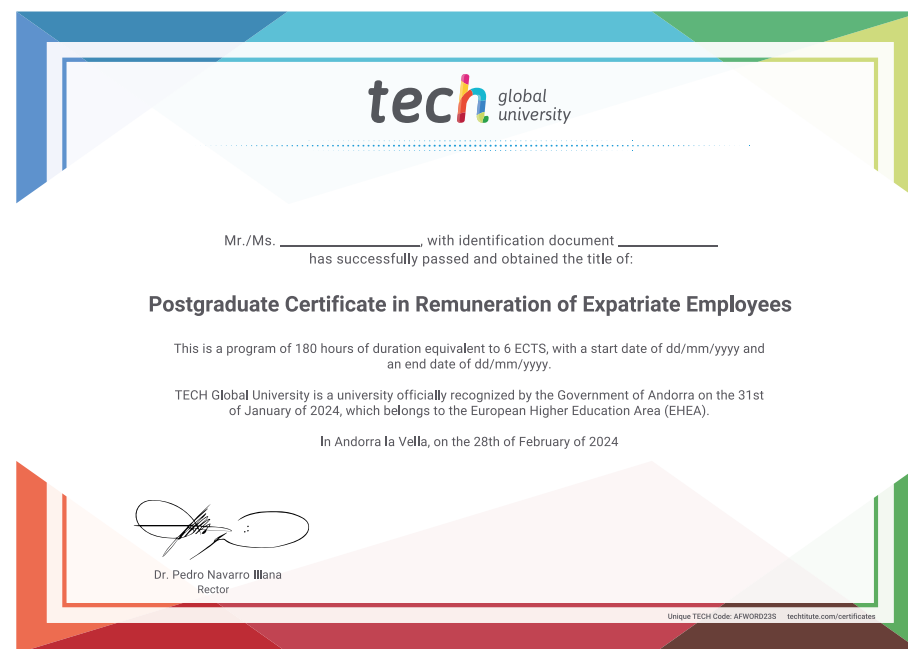 tech global university
Mr./Ms. ____________________, with identification document ______________
has successfully passed and obtained the title of:
Postgraduate Certificate in Remuneration of Expatriate Employees
This is a program of 180 hours of duration equivalent to 6 ECTS, with a start date of dd/mm/yyyy and
an end date of dd/mm/yyyy.
TECH Global University is a university officially recognized by the Government of Andorra on the 31st
of January of 2024, which belongs to the European Higher Education Area (EHEA).
In Andorra la Vella, on the 28th of February of 2024
Dr. Pedro Navarro Illana
Rector
Unique TECH Code: AFWORD23S techtitute.com/certificates